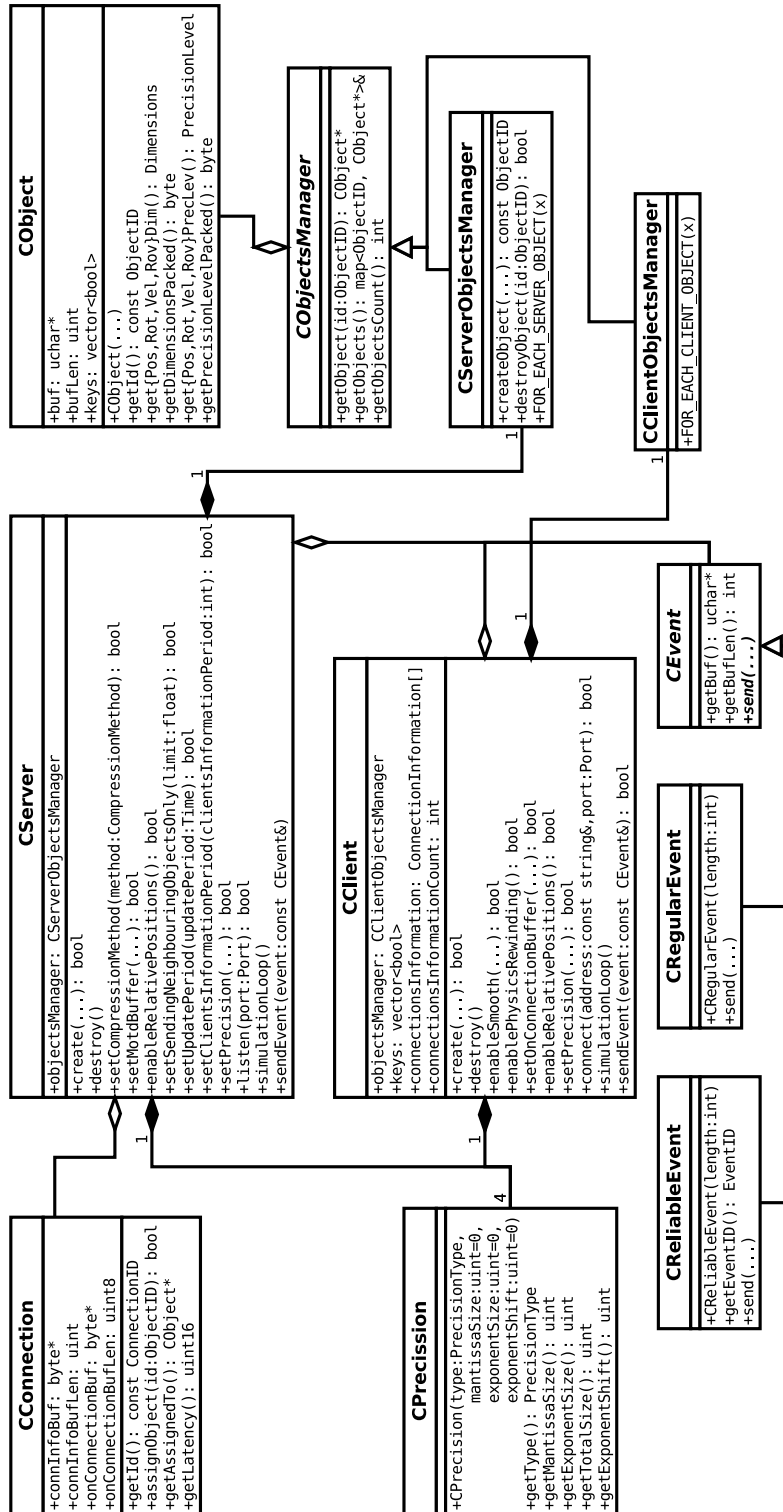 CConnection
+connInfoBuf: byte*
+connInfoBufLen: uint
+onConnectionBuf: byte*
+onConnectionBufLen: uint8
+getId(): const ConnectionID
+assignObject(id:ObjectID): bool
+getAssignedTo(): CObject*
+getLatency(): uint16
CServer
+objectsManager: CServerObjectsManager
+create(...): bool
+destroy()
+setCompressionMethod(method:CompressionMethod): bool
+setMotdBuffer(...): bool
+enableRelativePositions(): bool
+setSendingNeighbouringObjectsOnly(limit:float): bool
+setUpdatePeriod(updatePeriod:Time): bool
+setClientsInformationPeriod(clientsInformationPeriod:int): bool
+setPrecision(...): bool
+listen(port:Port): bool
+simulationLoop()
+sendEvent(event:const CEvent&): bool
1
1
CObject
+buf: uchar*
+bufLen: uint
+keys: vector<bool>
+CObject(...)
+getId(): const ObjectID
+get{Pos,Rot,Vel,Rov}Dim(): Dimensions
+getDimensionsPacked(): byte
+get{Pos,Rot,Vel,Rov}PrecLev(): PrecisionLevel
+getPrecisionLevelPacked(): byte
CObjectsManager
+getObject(id:ObjectID): CObject*
+getObjects(): map<ObjectID, CObject*>&
+getObjectsCount(): int
CPrecission
+CPrecision(type:PrecisionType,
mantissaSize:uint=0,
exponentSize:uint=0,
exponentShift:uint=0)
+getType(): PrecisionType
+getMantissaSize(): uint
+getExponentSize(): uint
+getTotalSize(): uint
+getExponentShift(): uint
4
1
CClient
+objectsManager: CClientObjectsManager
+keys: vector<bool>
+connectionsInformation: ConnectionInformation[]
+connectionsInformationCount: int
+create(...): bool
+destroy()
+enableSmooth(...): bool
+enablePhysicsRewinding(): bool
+setOnConnectionBuffer(...): bool
+enableRelativePositions(): bool
+setPrecision(...): bool
+connect(address:const string&,port:Port): bool
+simulationLoop()
+sendEvent(event:const CEvent&): bool
1
CServerObjectsManager
+createObject(...): const ObjectID
+destroyObject(id:ObjectID): bool
+FOR_EACH_SERVER_OBJECT(x)
1
CClientObjectsManager
+FOR_EACH_CLIENT_OBJECT(x)
1
CReliableEvent
+CReliableEvent(length:int)
+getEventID(): EventID
+send(...)
CRegularEvent
+CRegularEvent(length:int)
+send(...)
CEvent
+getBuf(): uchar*
+getBufLen(): int
+send(...)